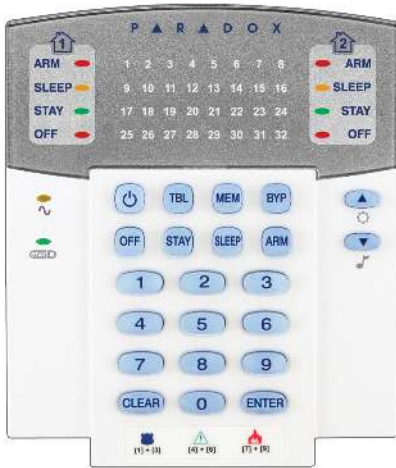 P A R A D O X
1 2
ARM 1 2 3 4 5 6 7 8 ARM
SLEEP 9 10 11 12 13 14 15 16 SLEEP
STAY 17 18 19 20 21 22 23 24 STAY
OFF 25 26 27 28 29 30 31 32 OFF
TBL MEM BYP
OFF STAY SLEEP ARM
1 2 3
4 5 6
7 8 9
CLEAR 0 ENTER
[1] + [3] [4] + [6] [7] + [9]